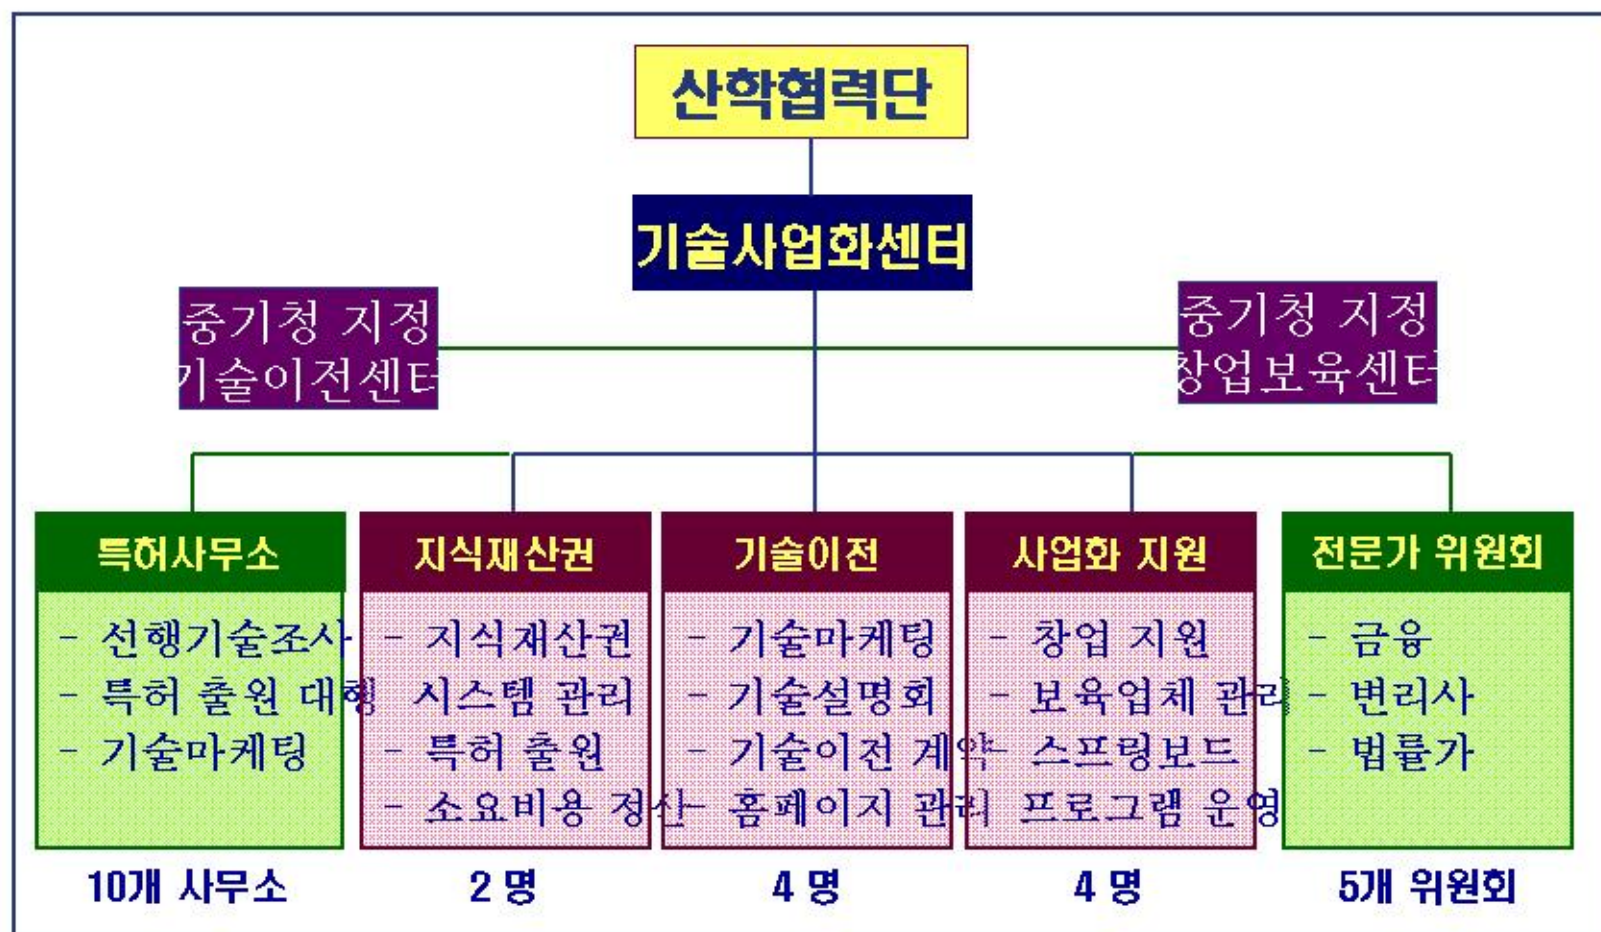 산학협력단
기술사업화센터
중기청 지정
기술이전센터
중기청 지정
창업보육센터
특허사무소
- 선행기술조사
- 특허 출원 대행
- 기술마케팅
10개 사무소
지식재산권
- 지식재산권
시스템 관리
- 특허 출원
- 소요비용 정산
2 명
기술이전
- 기술마케팅
- 기술설명회
- 기술이전 계약
- 홈페이지 관리
4 명
사업화 지원
- 창업 지원
- 보육업체 관리
- 스프링보드
프로그램 운영
4 명
전문가 위원회
- 금융
- 변리사
- 법률가
5개 위원회